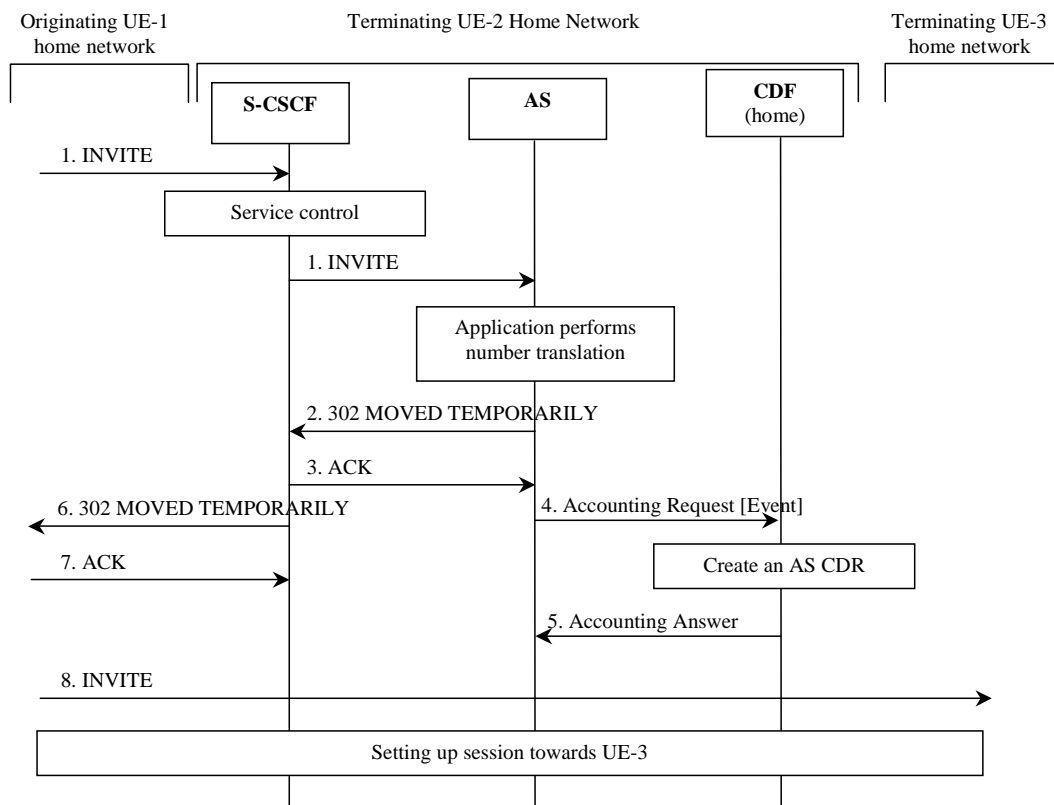 Originating UE-1
home network
Terminating UE-2 Home Network
Terminating UE-3
home network
S-CSCF
AS
CDF
(home)
1. INVITE
Service control
1. INVITE
Application performs
number translation
2. 302 MOVED TEMPORARILY
3. ACK
6. 302 MOVED TEMPORARILY
4. Accounting Request [Event]
7. ACK
Create an AS CDR
5. Accounting Answer
8. INVITE
Setting up session towards UE-3